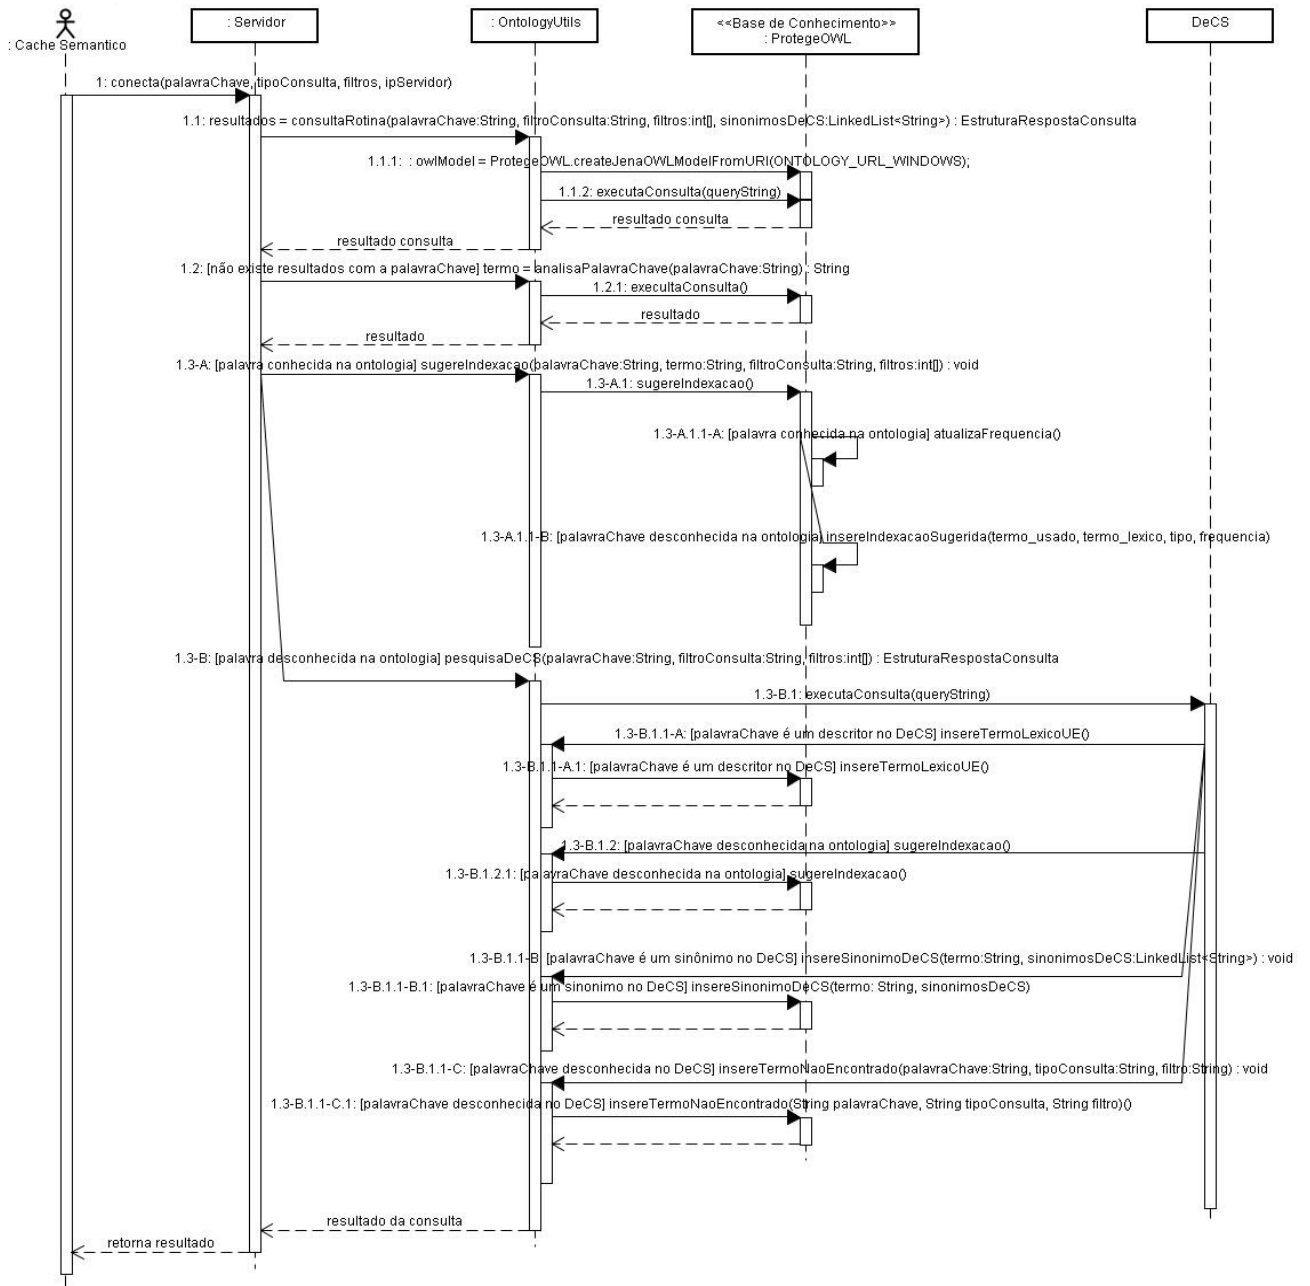 : Cache Semantico
: Servidor
: OntologyUtils
<<Base de Conhecimento>>
: ProtegeOWL
DeCS
1: conecta(palavraChave, tipoConsulta, filtros, ipServidor)
1.1: resultados = consultaRotina(palavraChave:String, filtroConsulta:String, filtros:int[], sinonimosDeCS:LinkedList<String>) : EstruturaRespostaConsulta
1.1.1: : owlModel = ProtegeOWL.createJenaOWLModelFromURI(ONTOLOGY_URL_WINDOWS);
1.1.2: executaConsulta(queryString)
resultado consulta
resultado consulta
1.2: [não existe resultados com a palavraChave] termo = analisaPalavraChave(palavraChave:String) : String
1.2.1: execultaConsulta()
resultado
resultado
1.3-A: [palavra conhecida na ontologia] sugereIndexacao(palavraChave:String, termo:String, filtroConsulta:String, filtros:int[]) : void
1.3-A.1: sugereIndexacao()
1.3-A.1.1-A: [palavra conhecida na ontologia] atualizaFrequencia()
1.3-A.1.1-B: [palavraChave desconhecida na ontologia] insereIndexacaoSugerida(termo_usado, termo_lexico, tipo, frequencia)
1.3-B: [palavra desconhecida na ontologia] pesquisaDeCS(palavraChave:String, filtroConsulta:String, filtros:int[]) : EstruturaRespostaConsulta
1.3-B.1: executaConsulta(queryString)
1.3-B.1.1-A: [palavraChave é um descritor no DeCS] insereTermoLexicoUE()
1.3-B.1.1-A.1: [palavraChave é um descritor no DeCS] insereTermoLexicoUE()
1.3-B.1.2: [palavraChave desconhecida na ontologia] sugereIndexacao()
1.3-B.1.2.1: [palavraChave desconhecida na ontologia] sugereIndexacao()
1.3-B.1.1-B: [palavraChave é um sinônimo no DeCS] insereSinonimoDeCS(termo:String, sinonimosDeCS:LinkedList<String>) : void
1.3-B.1.1-B.1: [palavraChave é um sinonimo no DeCS] insereSinonimoDeCS(termo: String, sinonimosDeCS)
1.3-B.1.1-C: [palavraChave desconhecida no DeCS] insereTermoNaoEncontrado(palavraChave:String, tipoConsulta:String, filtro:String) : void
1.3-B.1.1-C.1: [palavraChave desconhecida no DeCS] insereTermoNaoEncontrado(String palavraChave, String tipoConsulta, String filtro)()
resultado da consulta
retorna resultado